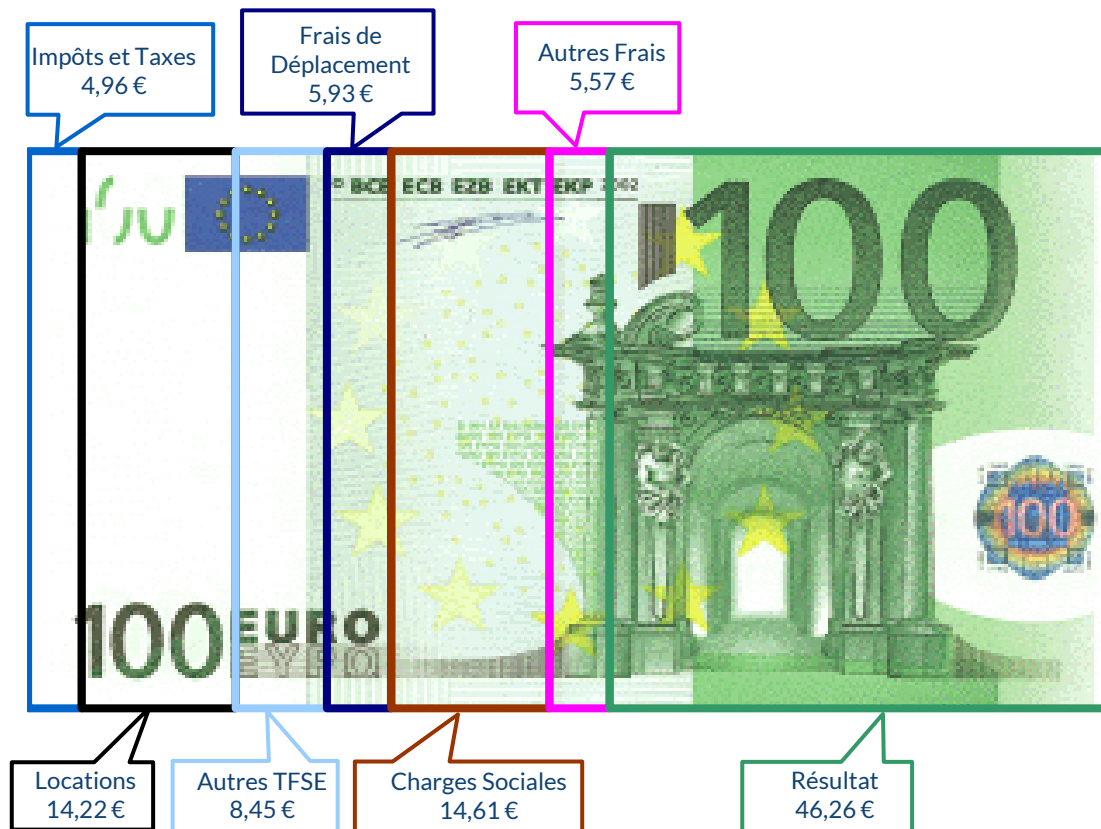 Impôts et Taxes
4,96 €
Frais de
Déplacement
5,93 €
Autres Frais
5,57 €
BCE ECB EZB EKT EKP 2002
100
100
100 EURO
ΕΥΡΩ
Locations
14,22 €
Autres TFSE
8,45 €
Charges Sociales
14,61 €
Résultat
46,26 €